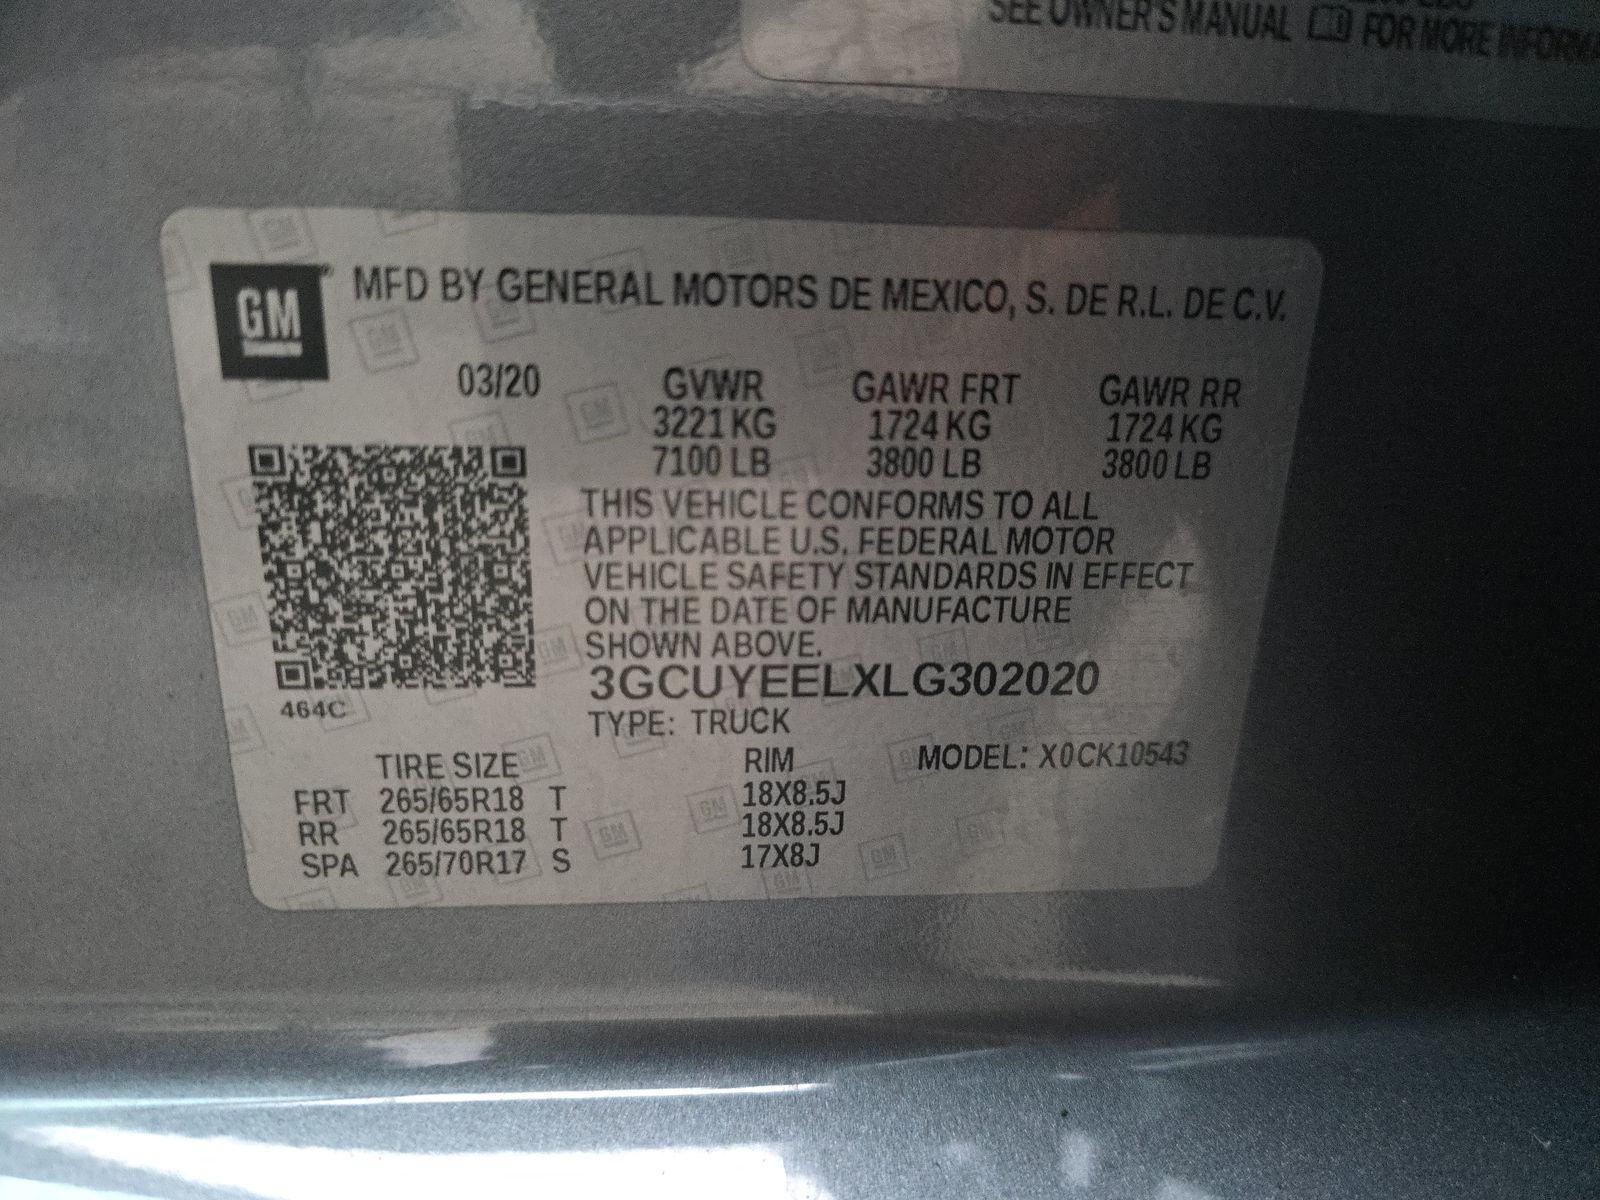 SEE OWNER'S MANUAL FOR MORE
GM
MFD BY GENERAL MOTORS DE MEXICO, S. DE R.L. DE C.V.
03/20 GVWR GAWR FRT GAWR RR
3221 KG 1724 KG 1724 KG
7100 LB 3800 LB 3800 LB
THIS VEHICLE CONFORMS TO ALL
APPLICABLE U.S. FEDERAL MOTOR
VEHICLE SAFETY STANDARDS IN EFFECT
ON THE DATE OF MANUFACTURE
SHOWN ABOVE.
3GCUYEELXLG302020
464C
TYPE: TRUCK
TIRE SIZE RIM MODEL: X0CK10543
FRT 265/65R18 T 18X8.5J
RR 265/65R18 T 18X8.5J
SPA 265/70R17 S 17X8J